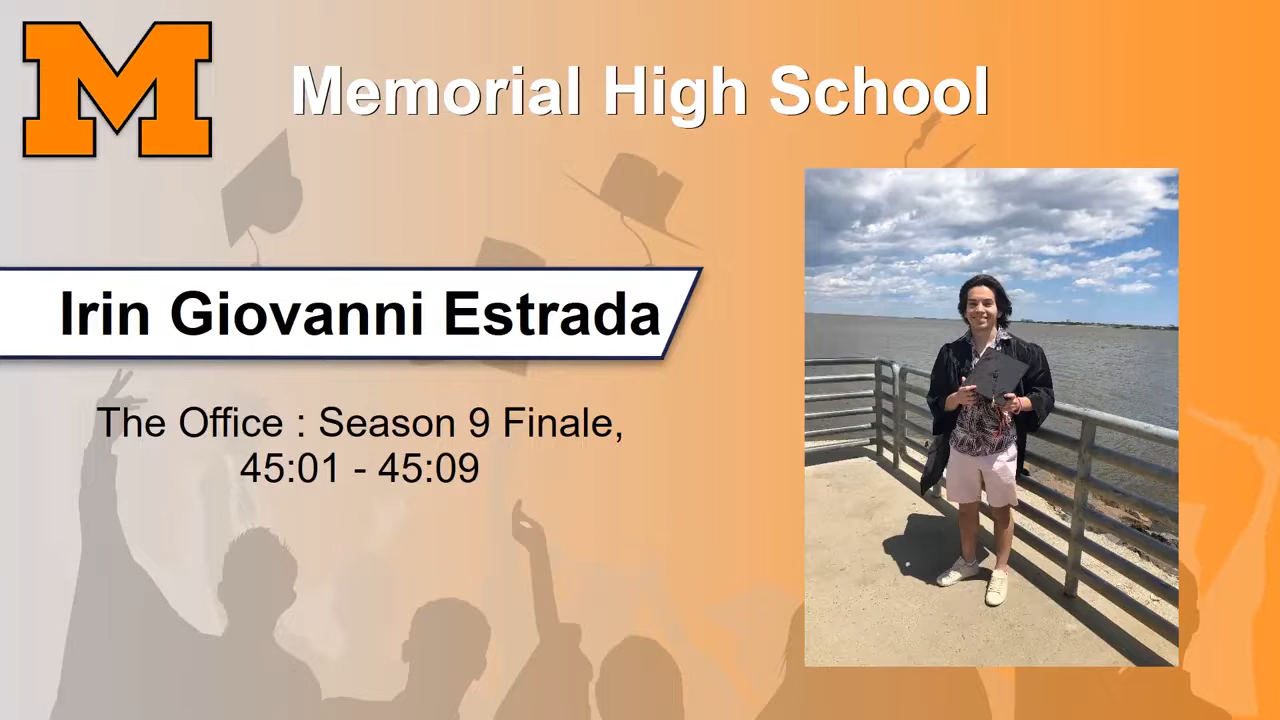 M
Memorial High School
Irin Giovanni Estrada
The Office : Season 9 Finale,
45:01 - 45:09